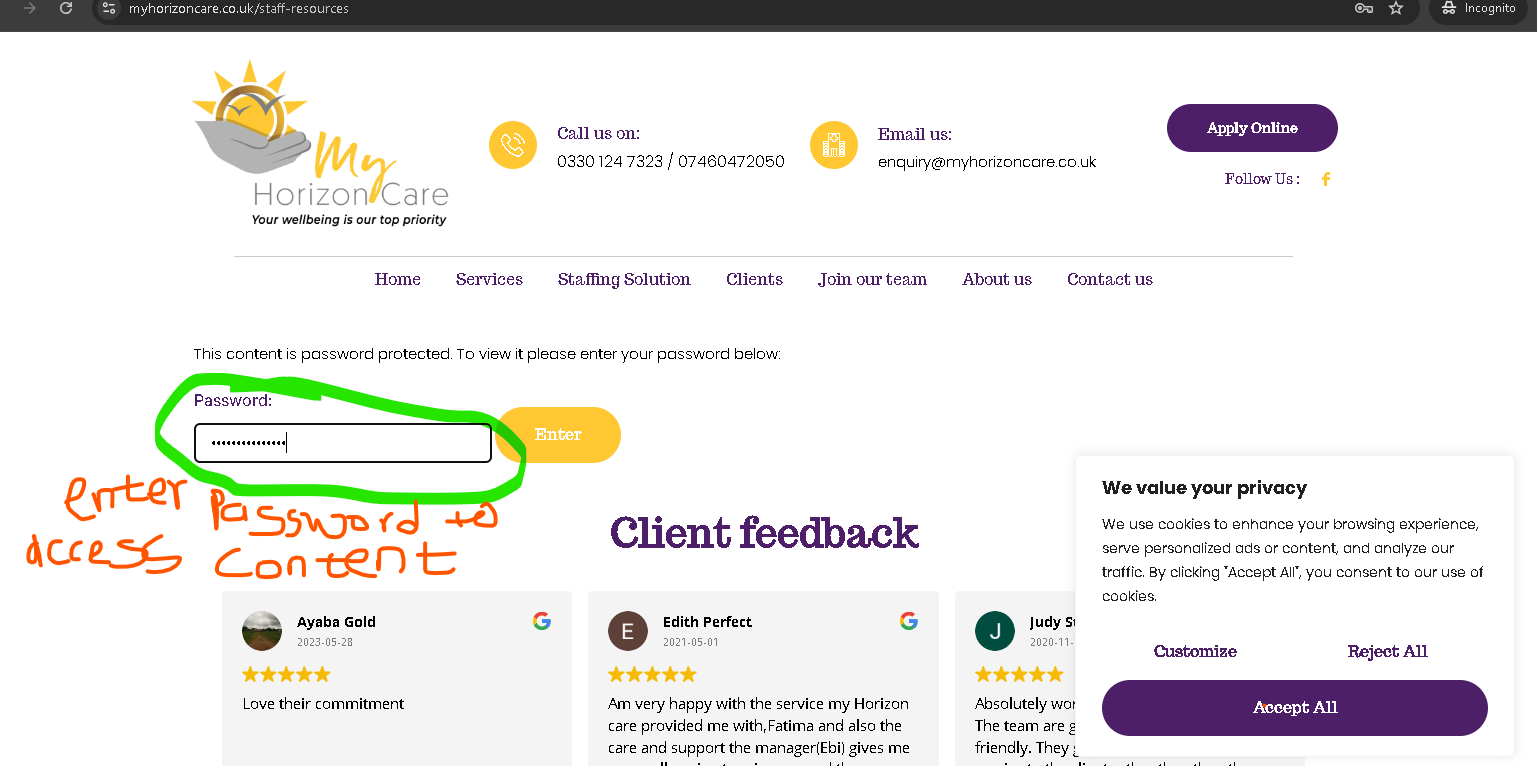 myhorizoncare.co.uk/staff-resources
Incognito
My
Horizon Care
Your wellbeing is our top priority
Call us on:
0330 124 7323 / 07460472050
Email us:
enquiry@myhorizoncare.co.uk
Apply Online
Follow Us :
Home Services Staffing Solution Clients Join our team About us Contact us
This content is password protected. To view it please enter your password below:
Password:
Enter
enter Password to
access Content
Client feedback
Ayaba Gold
2023-05-28
Love their commitment
E
Edith Perfect
2021-05-01
Am very happy with the service my Horizon
care provided me with,Fatima and also the
care and support the manager(Ebi) gives me
J
Judy
2020-11-
Absolutely
The team are
friendly. They
We value your privacy
We use cookies to enhance your browsing experience,
serve personalized ads or content, and analyze our
traffic. By clicking "Accept All", you consent to our use of
cookies.
Customize Reject All
Accept All